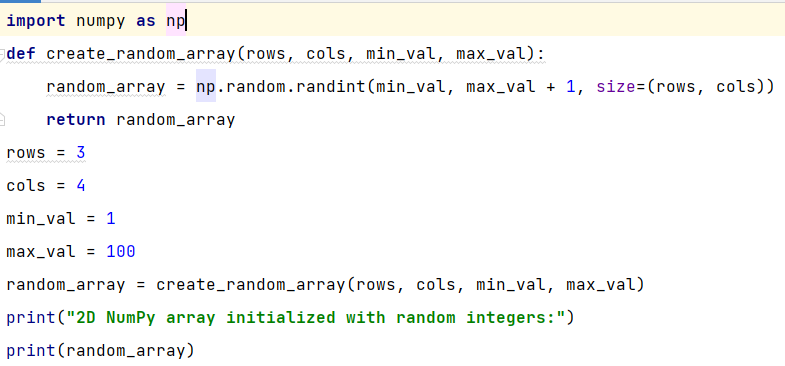 import numpy as np
def create_random_array(rows, cols, min_val, max_val):
    random_array = np.random.randint(min_val, max_val + 1, size=(rows, cols))
    return random_array
rows = 3
cols = 4
min_val = 1
max_val = 100
random_array = create_random_array(rows, cols, min_val, max_val)
print("2D NumPy array initialized with random integers:")
print(random_array)